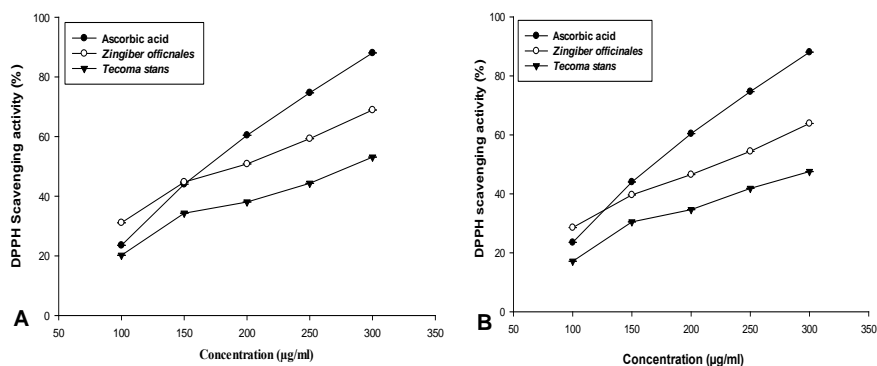 100
80
60
40
20
0
DPPH Scavenging activity (%)
Ascorbic acid
Zingiber officnales
Tecoma stans
50 100 150 200 250 300 350
Concentration (µg/ml)
A
100
80
60
40
20
0
DPPH scavenging activity (%)
Ascorbic acid
Zingiber officinales
Tecoma stans
50 100 150 200 250 300 350
Concentration (µg/ml)
B